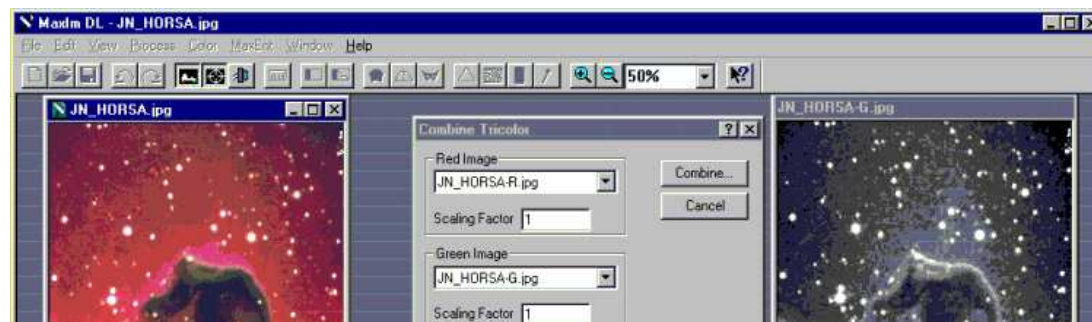 MaxIm DL - JN_HORSA.jpg
File Edit View Process Color MaxEnt Window Help
50%
JN_HORSA.jpg
JN_HORSA-G.jpg
Combine Tricolor
Red Image
JN_HORSA-R.jpg
Combine...
Scaling Factor 1
Cancel
Green Image
JN_HORSA-G.jpg
Scaling Factor 1